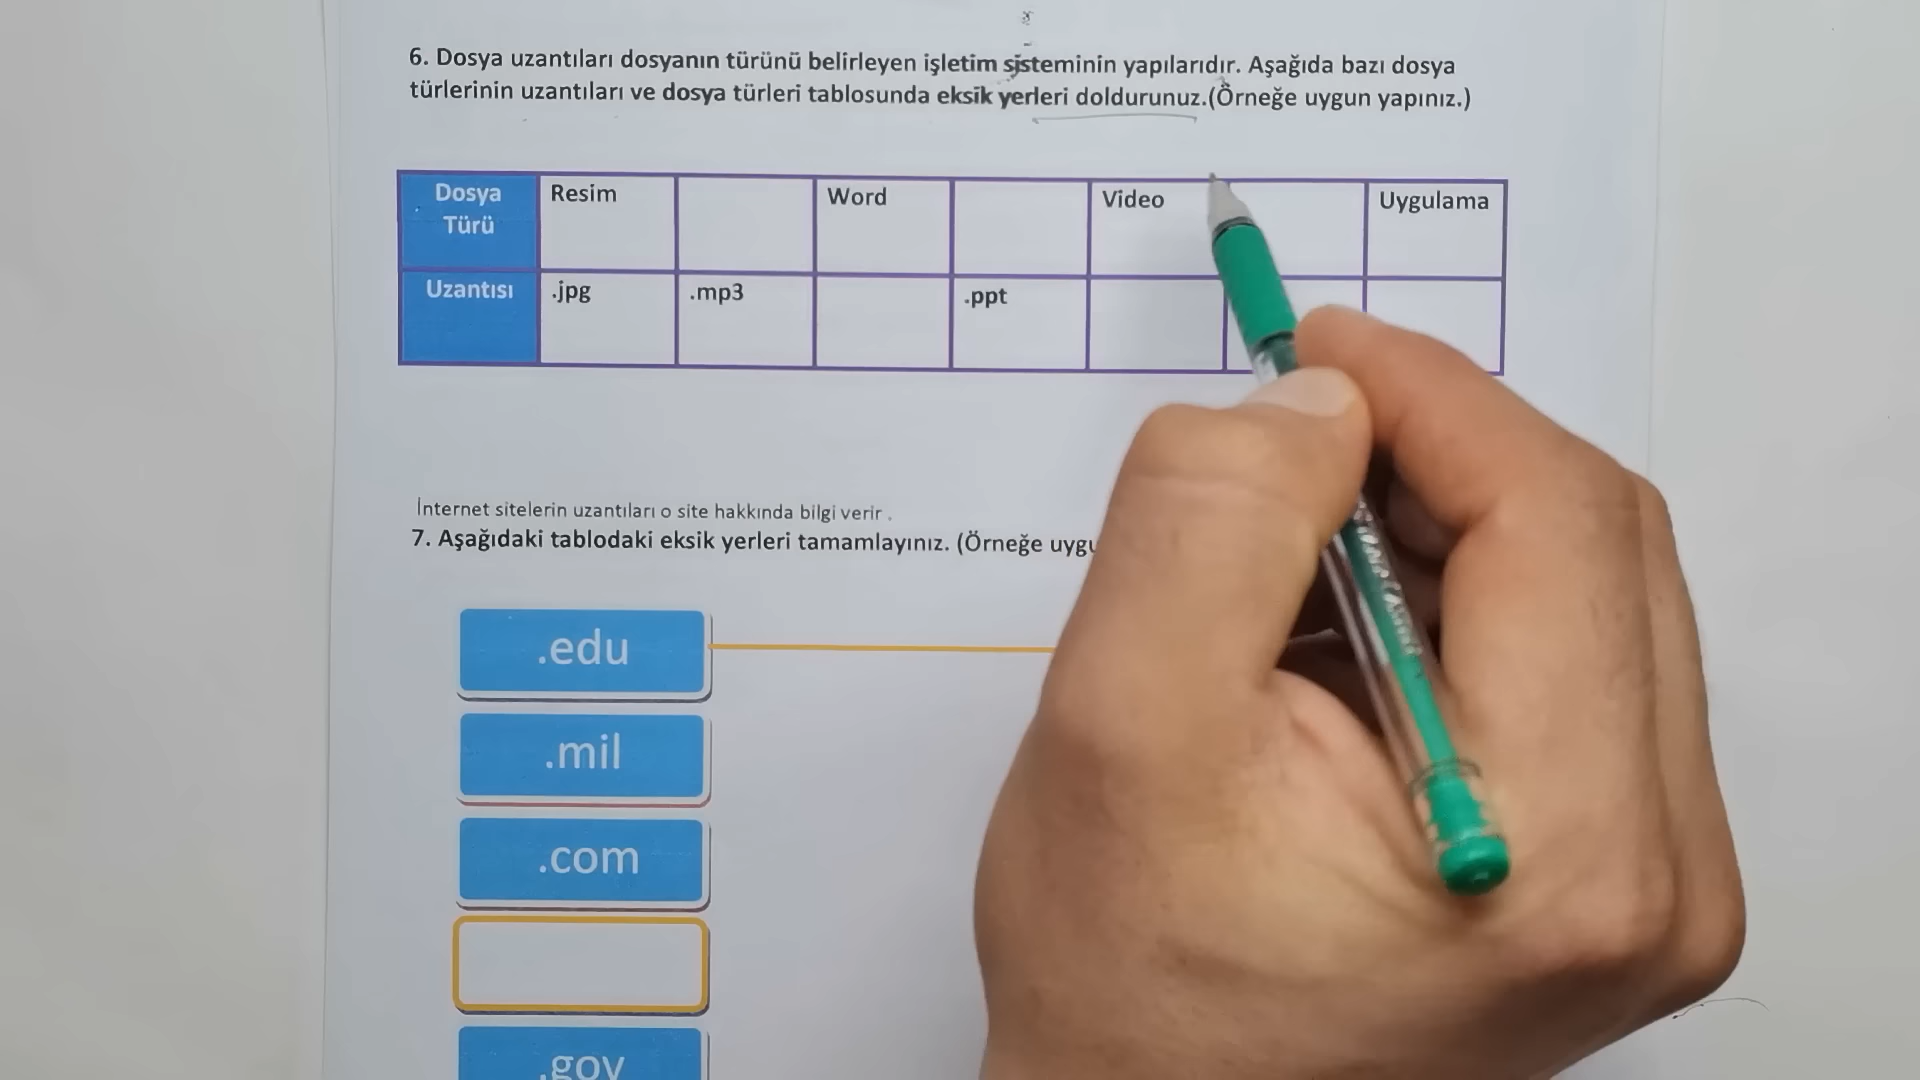 6. Dosya uzantıları dosyanın türünü belirleyen işletim sisteminin yapılarıdır. Aşağıda bazı dosya
türlerinin uzantıları ve dosya türleri tablosunda eksik yerleri doldurunuz.(Örneğe uygun yapınız.)
Dosya Türü Resim Word Video Uygulama
Uzantısı .jpg .mp3 .ppt
İnternet sitelerin uzantıları o site hakkında bilgi verir .
7. Aşağıdaki tablodaki eksik yerleri tamamlayınız. (Örneğe uygu
.edu
.mil
.com
.gov